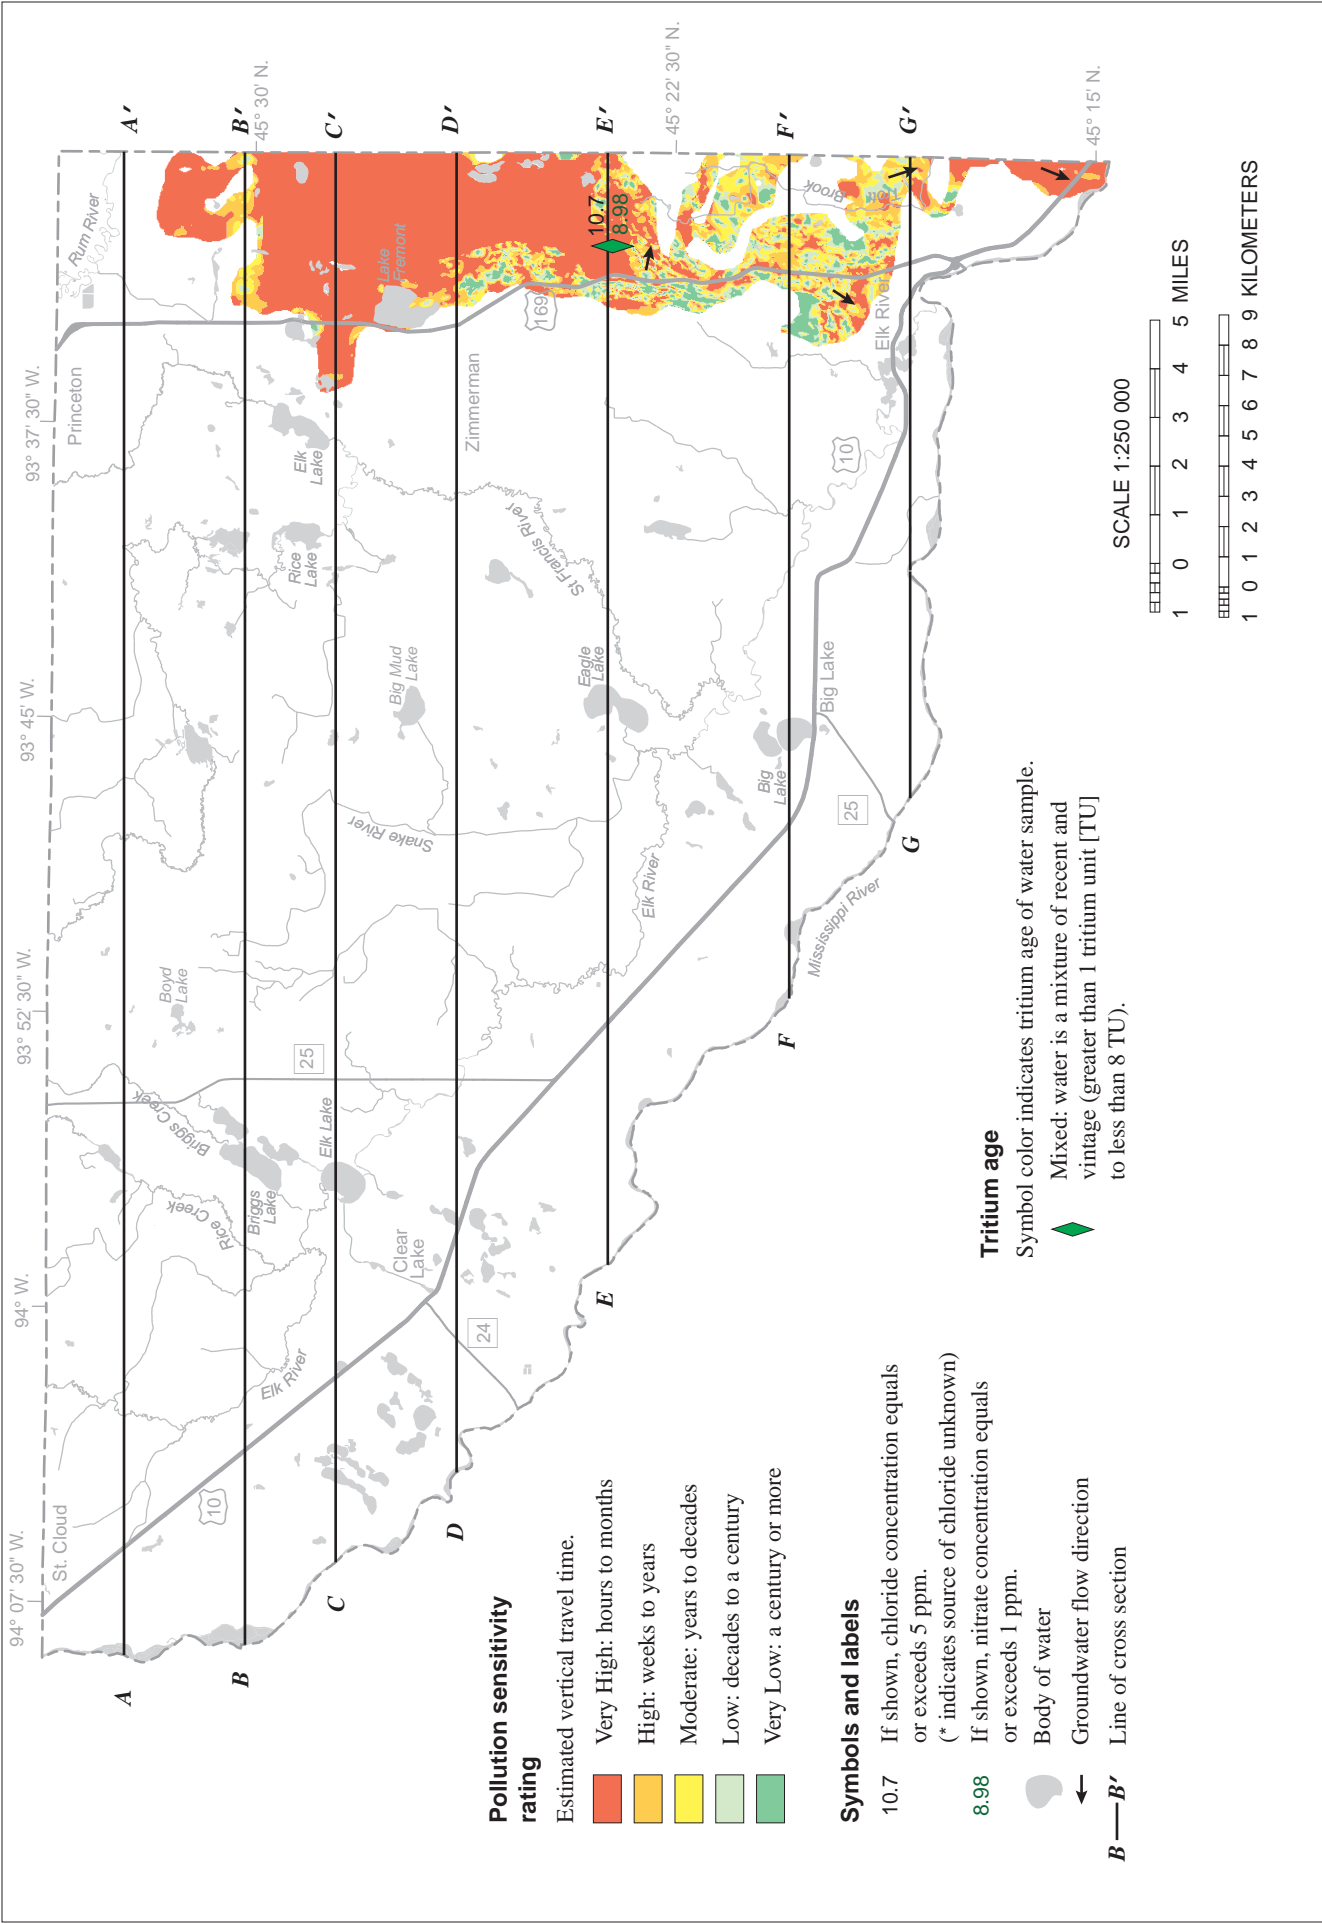 94° 07' 30" W.
94° W.
93° 52' 30" W.
93° 45' W.
93° 37' 30" W.
St. Cloud
Princeton
Rum River
A
A'
10
Rice Creek
Briggs Creek
Boyd
Lake
B
B'
45° 30' N.
Elk River
Briggs
Lake
25
Elk Lake
Rice
Lake
Elk
Lake
C
C'
Snake River
Big Mud
Lake
Lake
Fremont
Clear
Lake
D
D'
Zimmerman
24
169
St Francis River
E
Eagle
Lake
10.7
8.98
E'
Elk River
45° 22' 30" N.
F
Big
Lake
F'
Mississippi River
25
Big Lake
10
Trott
Brook
Elk River
G
G'
45° 15' N.
Pollution sensitivity
rating
Estimated vertical travel time.
Very High: hours to months
High: weeks to years
Moderate: years to decades
Low: decades to a century
Very Low: a century or more
Symbols and labels
10.7 If shown, chloride concentration equals
or exceeds 5 ppm.
(* indicates source of chloride unknown)
8.98 If shown, nitrate concentration equals
or exceeds 1 ppm.
Body of water
Groundwater flow direction
B B' Line of cross section
Tritium age
Symbol color indicates tritium age of water sample.
Mixed: water is a mixture of recent and
vintage (greater than 1 tritium unit [TU]
to less than 8 TU).
SCALE 1:250 000
1 0 1 2 3 4 5 MILES
1 0 1 2 3 4 5 6 7 8 9 KILOMETERS